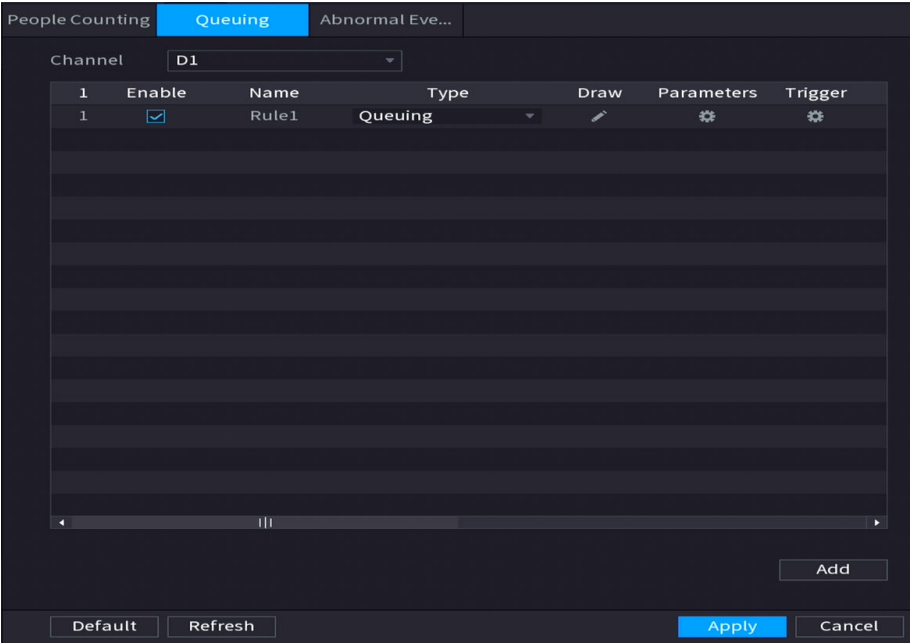 People Counting Queuing Abnormal Eve...
Channel D1
1 Enable Name Type Draw Parameters Trigger
1 Rule1 Queuing
Add
Default Refresh Apply Cancel